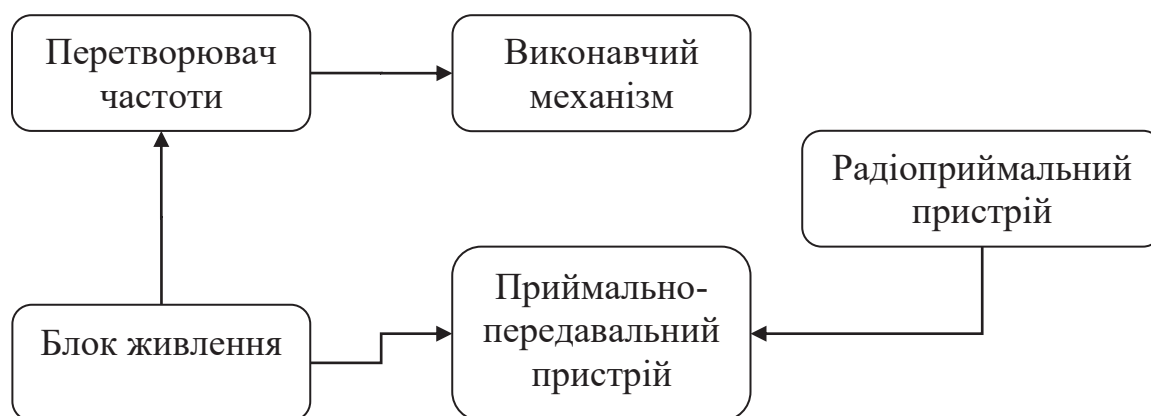 Перетворювач
частоти
Виконавчий
механізм
Радіоприймальний
пристрій
Блок живлення
Приймально-
передавальний
пристрій